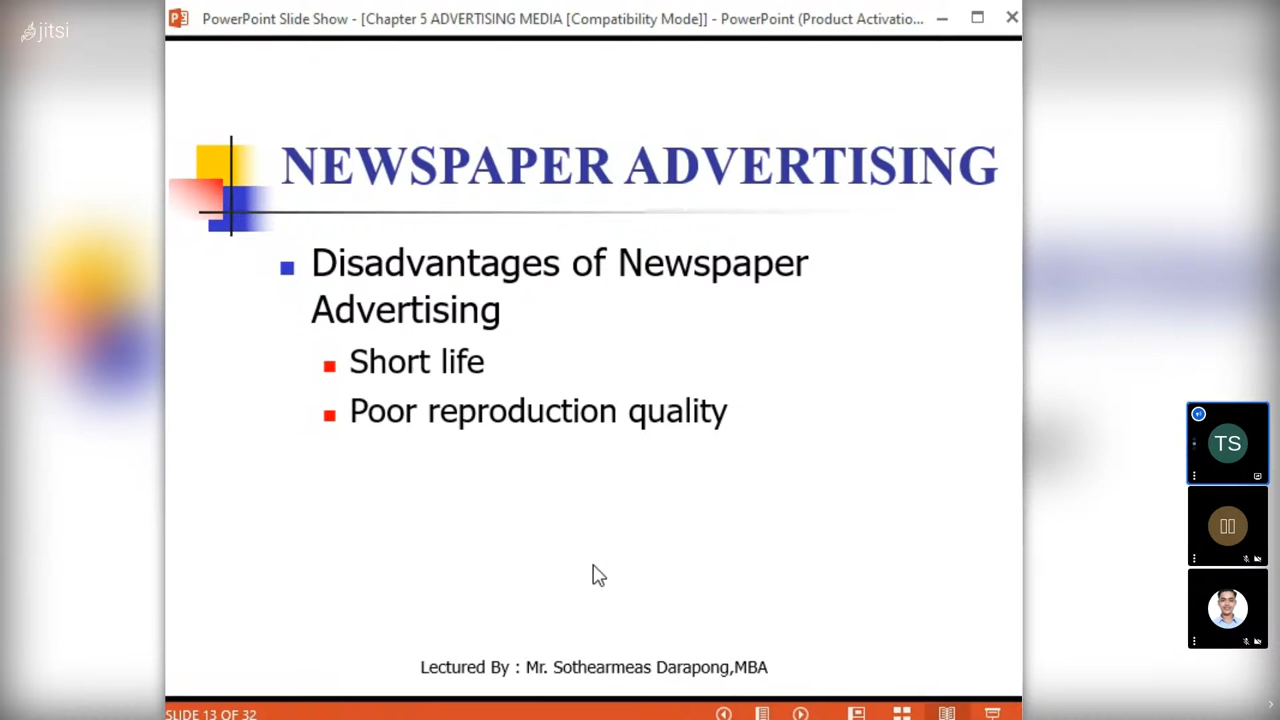 jitsi
PowerPoint Slide Show - [Chapter 5 ADVERTISING MEDIA [Compatibility Mode]] - PowerPoint (Product Activatio...
NEWSPAPER ADVERTISING
Disadvantages of Newspaper
Advertising
Short life
Poor reproduction quality
TS
Lectured By : Mr. Sothearmeas Darapong,MBA
SLIDE 13 OF 32